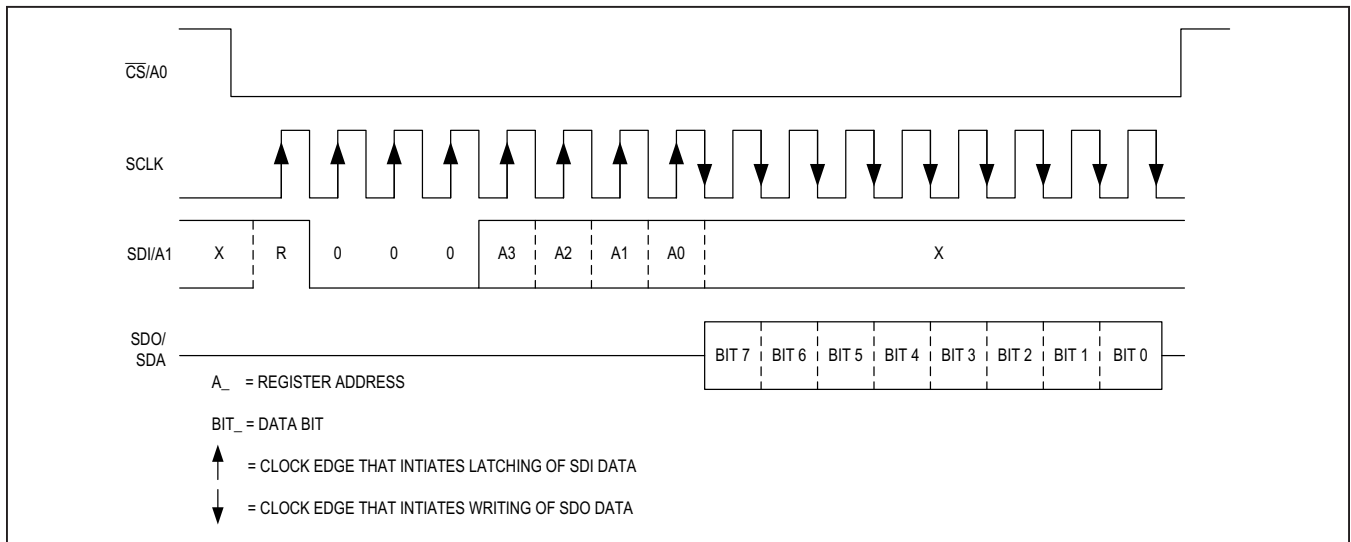 C̅S̅/A0
SCLK
SDI/A1 X R 0 0 0 A3 A2 A1 A0 X
SDO/
SDA
BIT 7 BIT 6 BIT 5 BIT 4 BIT 3 BIT 2 BIT 1 BIT 0
A_ = REGISTER ADDRESS
BIT_ = DATA BIT
= CLOCK EDGE THAT INTIATES LATCHING OF SDI DATA
= CLOCK EDGE THAT INTIATES WRITING OF SDO DATA